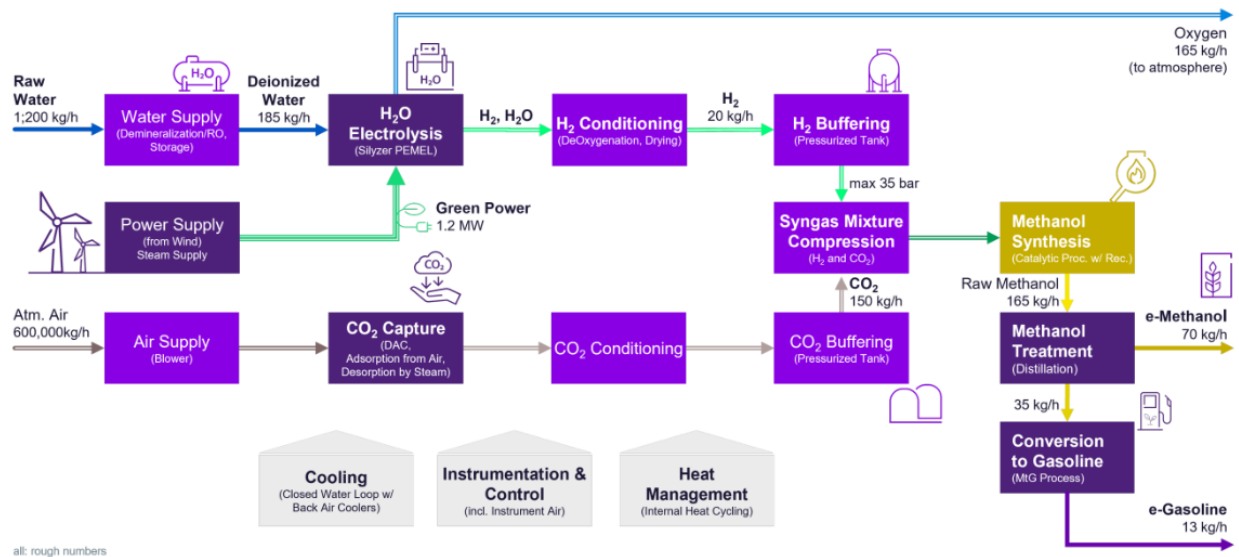 Oxygen
165 kg/h
(to atmosphere)
H₂O
H₂O
Raw
Water
1;200 kg/h
Water Supply
(Demineralization/RO,
Storage)
Deionized
Water
185 kg/h
H₂O
Electrolysis
(Silyzer PEMEL)
H₂, H₂O
H₂ Conditioning
(DeOxygenation, Drying)
H₂
20 kg/h
H₂ Buffering
(Pressurized Tank)
max 35 bar
Power Supply
(from Wind)
Steam Supply
Green Power
1.2 MW
Syngas Mixture
Compression
(H₂ and CO₂)
Methanol
Synthesis
(Catalytic Proc. w/ Rec.)
CO₂
CO₂
150 kg/h
Raw Methanol
165 kg/h
Atm. Air
600,000kg/h
Air Supply
(Blower)
CO₂ Capture
(DAC,
Adsorption from Air,
Desorption by Steam)
CO₂ Conditioning
CO₂ Buffering
(Pressurized Tank)
Methanol
Treatment
(Distillation)
e-Methanol
70 kg/h
35 kg/h
Conversion
to Gasoline
(MtG Process)
e-Gasoline
13 kg/h
Cooling
(Closed Water Loop w/
Back Air Coolers)
Instrumentation &
Control
(incl. Instrument Air)
Heat
Management
(Internal Heat Cycling)
all: rough numbers